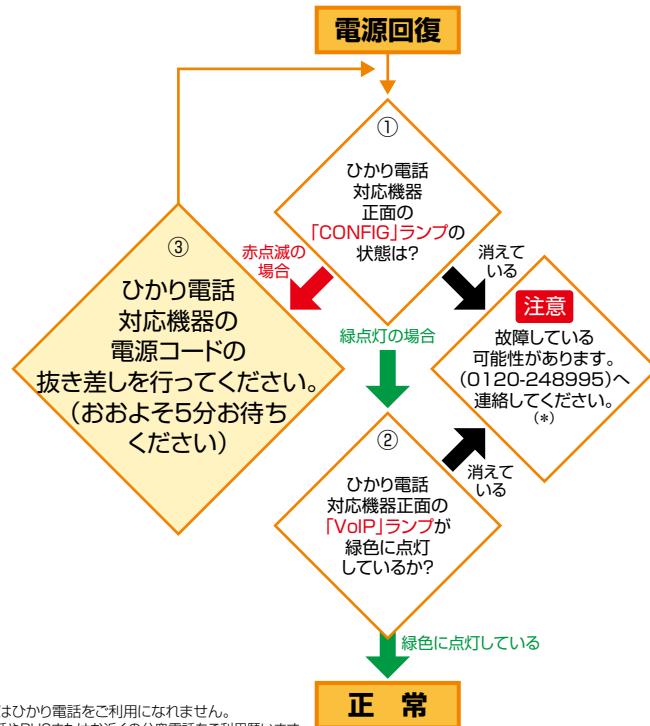 電源回復
①
ひかり電話
対応機器
正面の
「CONFIG」ランプの
状態は?
赤点滅の
場合
消えて
いる
③
ひかり電話
対応機器の
電源コードの
抜き差しを行ってください。
(おおよそ5分お待ち
ください)
注意
故障している
可能性があります。
(0120-248995)へ
連絡してください。
(*)
緑点灯の場合
②
ひかり電話
対応機器正面の
「VoIP」ランプが
緑色に点灯
しているか?
消えて
いる
緑色に点灯している
正 常
はひかり電話をご利用になれません。